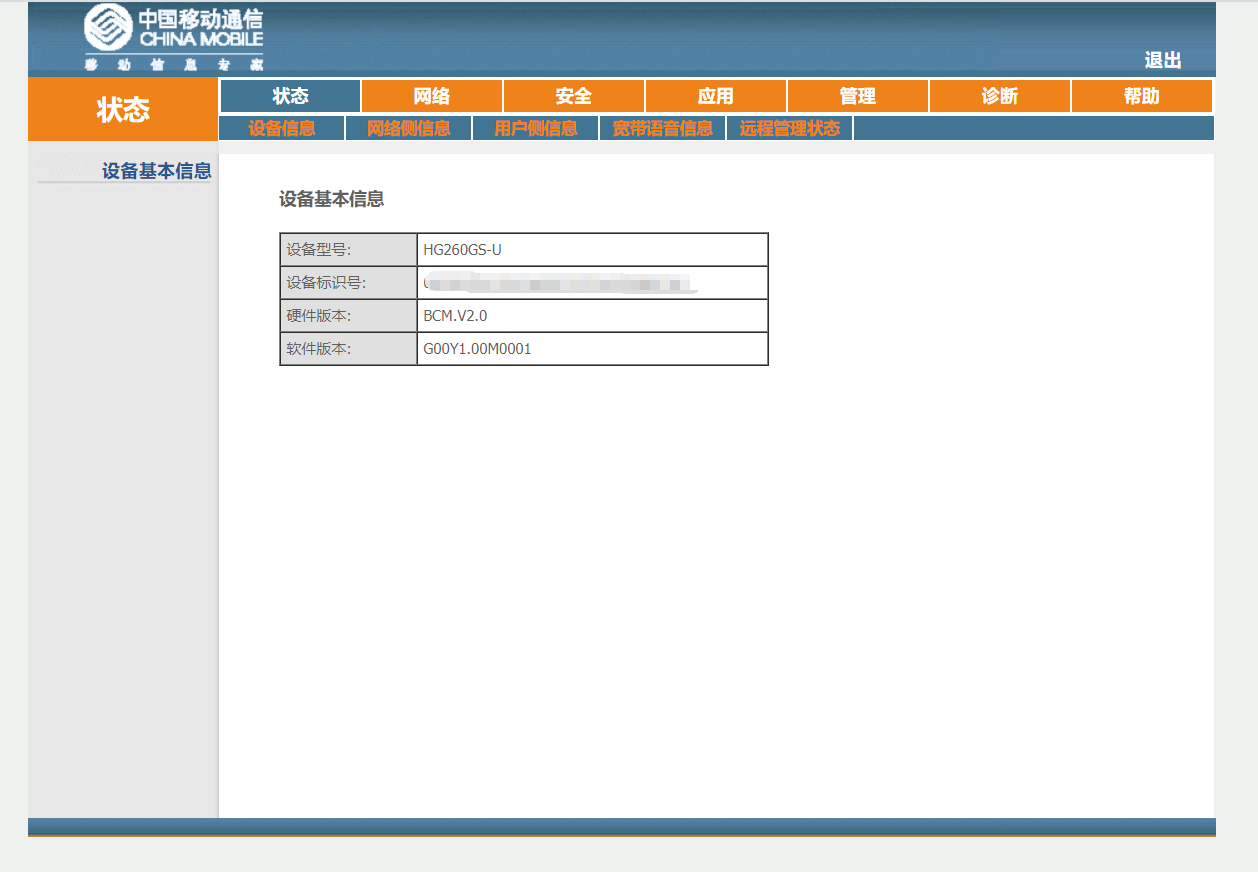 中国移动通信
CHINA MOBILE
移动信息专家
退出
状态
状态 网络 安全 应用 管理 诊断 帮助
设备信息 网络侧信息 用户侧信息 宽带语音信息 远程管理状态
设备基本信息
设备基本信息
设备型号: HG260GS-U
设备标识号:
硬件版本: BCM.V2.0
软件版本: G00Y1.00M0001